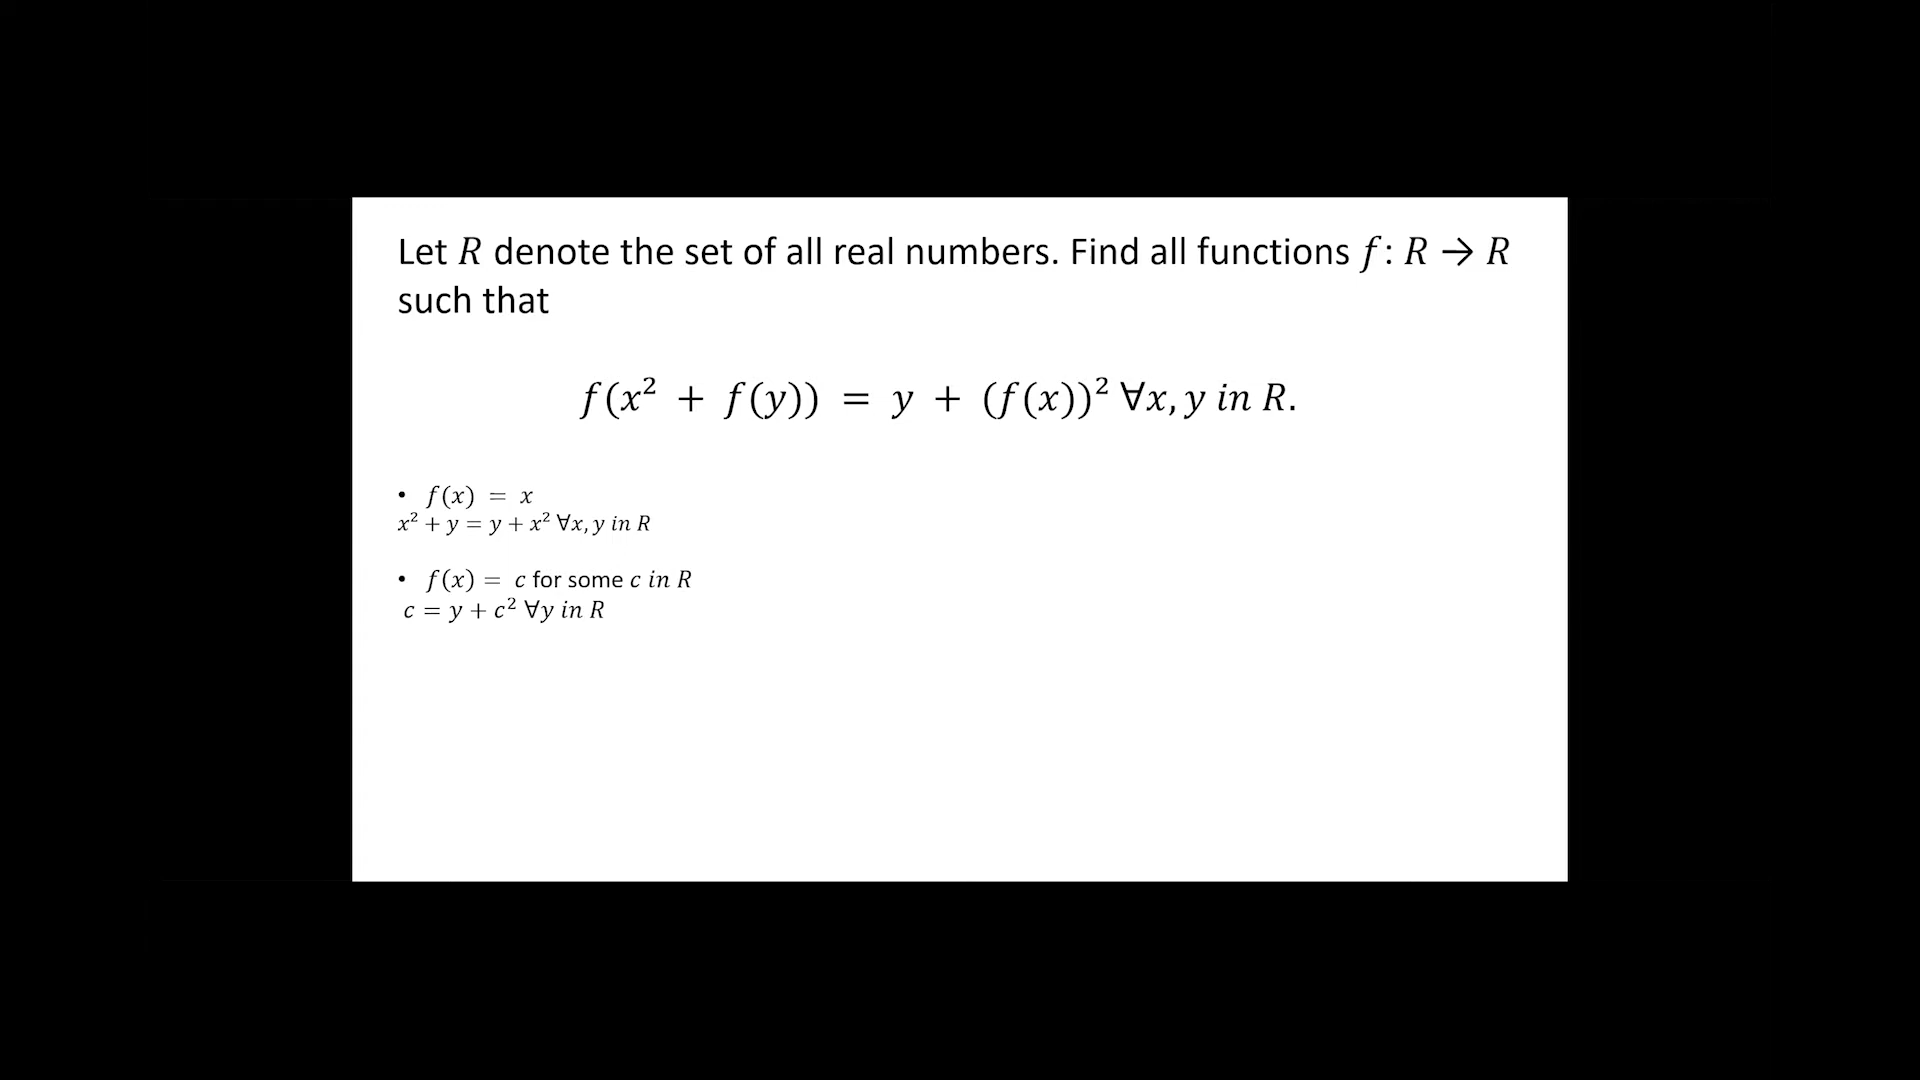 Let R denote the set of all real numbers. Find all functions f: R → R
such that
f(x² + f(y)) = y + (f(x))² ∀x, y in R.
• f(x) = x
x² + y = y + x² ∀x, y in R
• f(x) = c for some c in R
c = y + c² ∀y in R